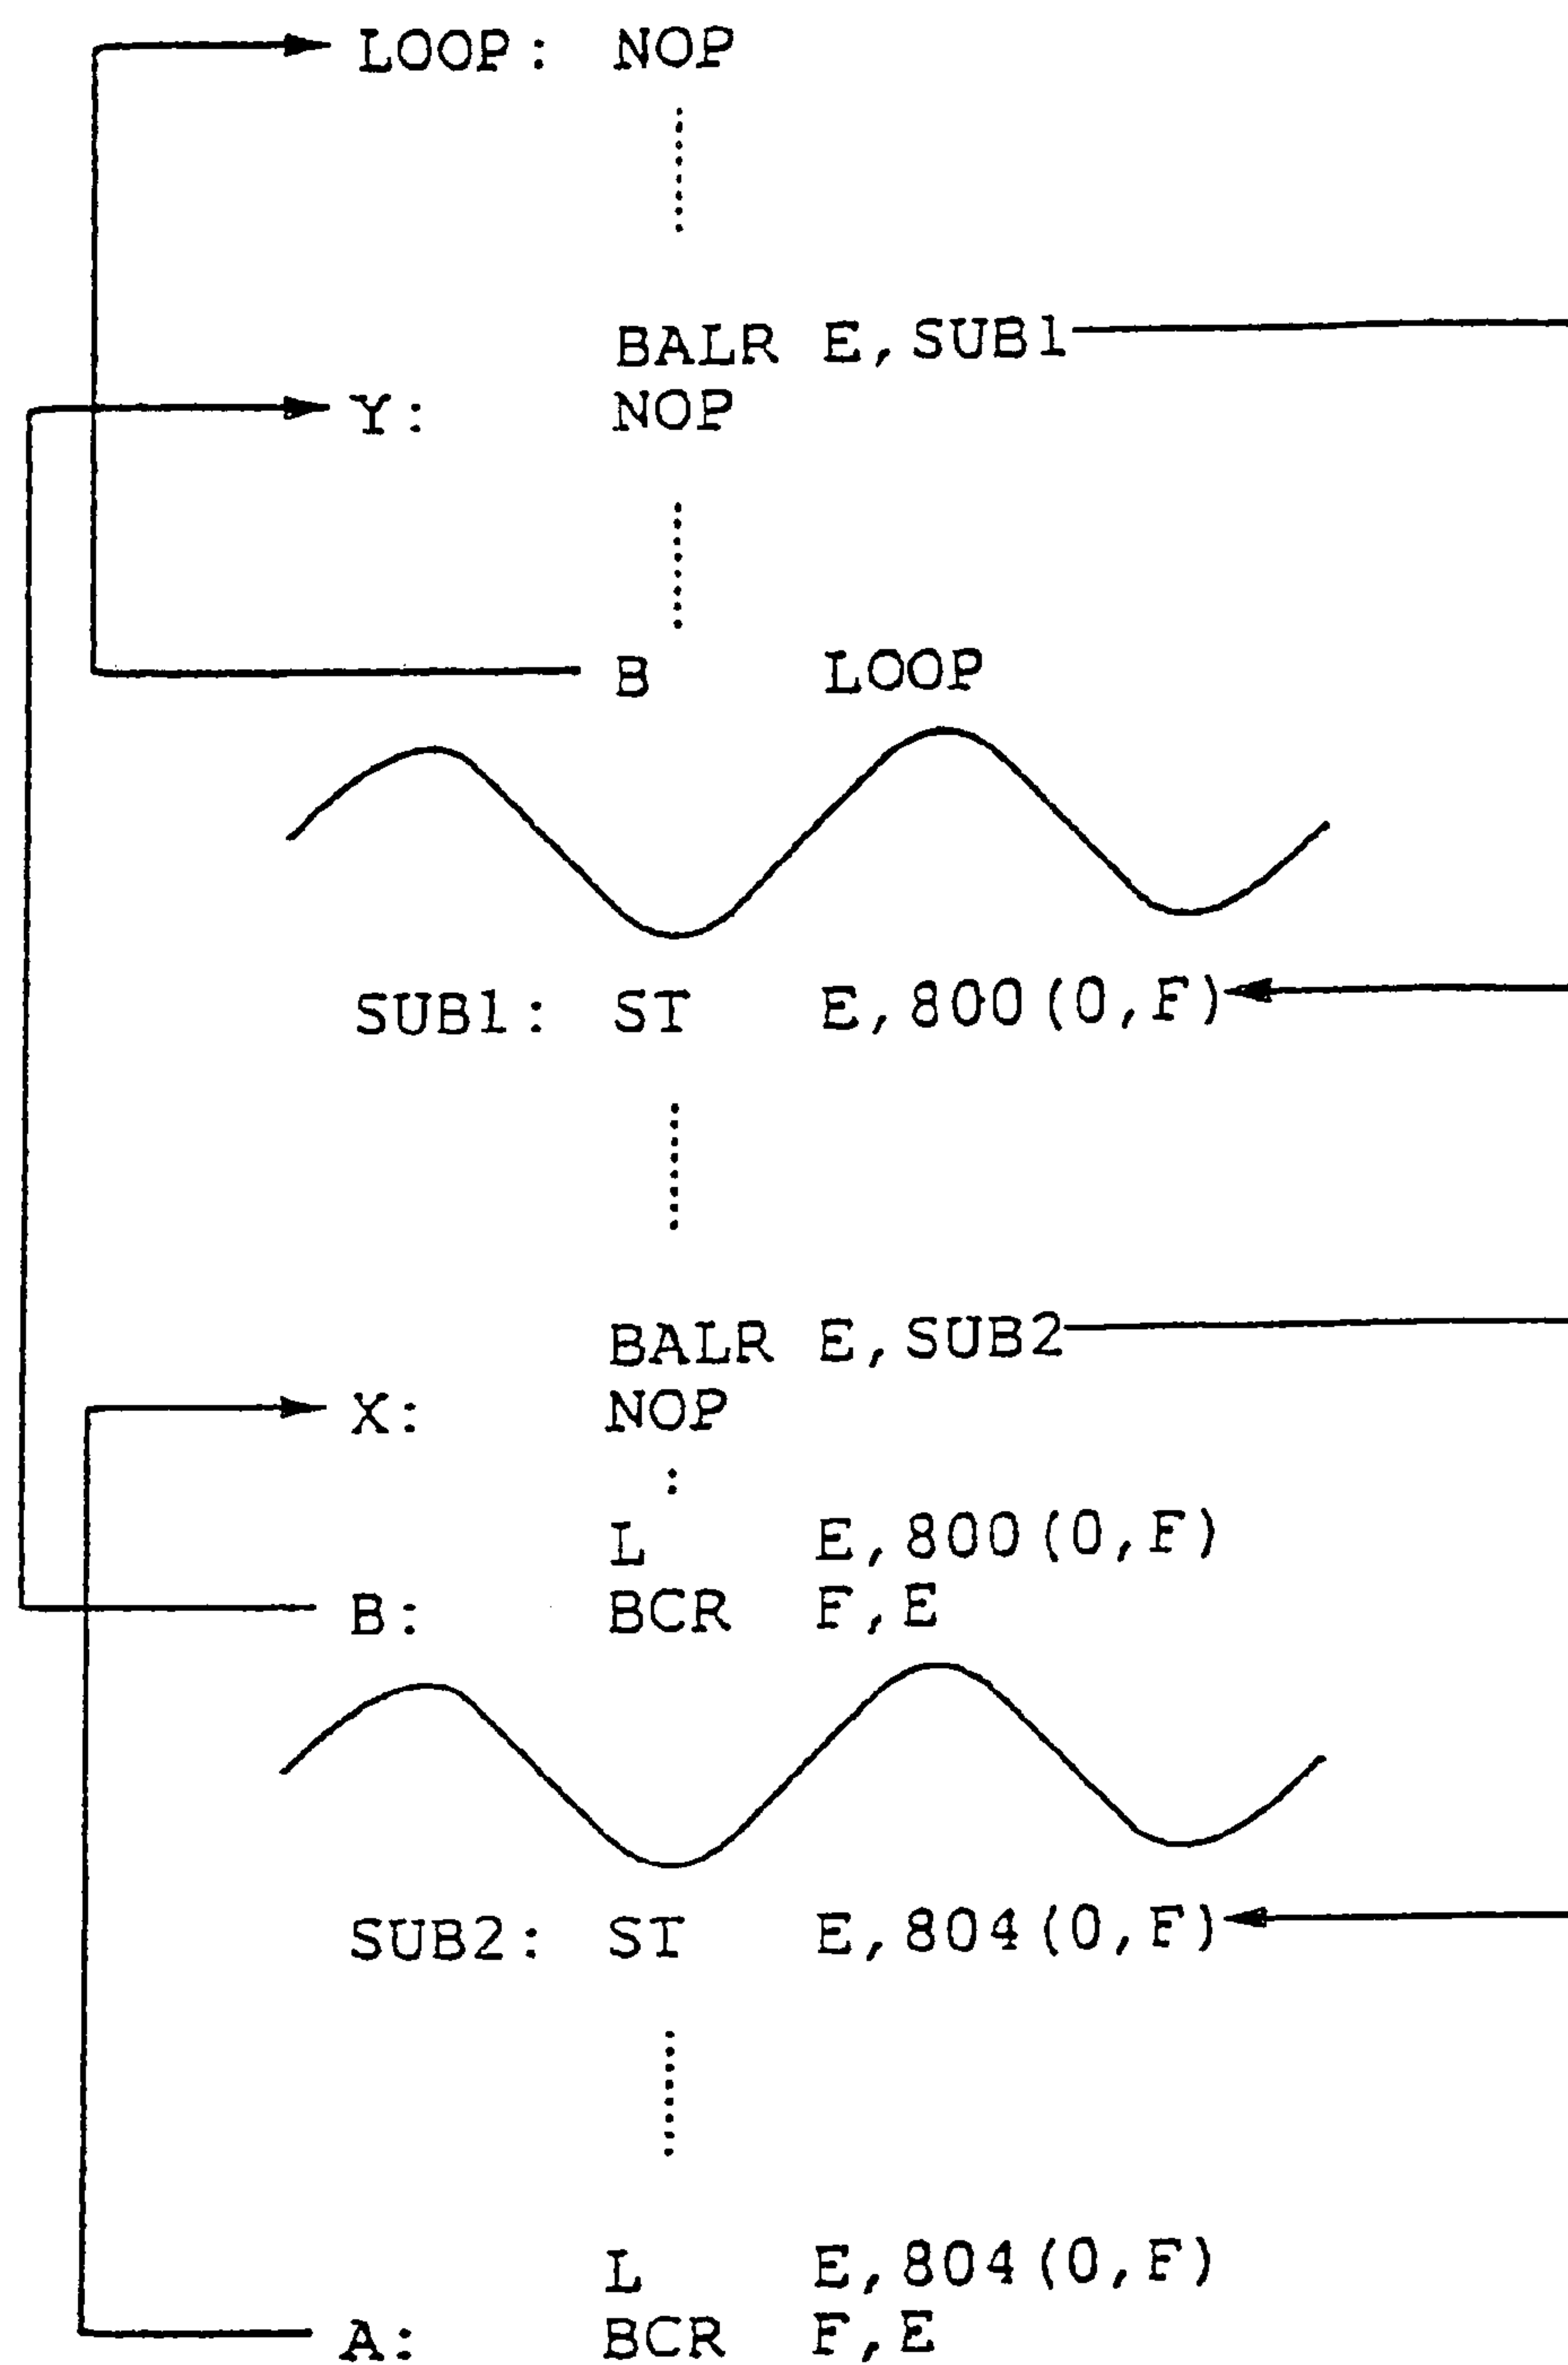 LOOP: NOP
BALR E,SUB1
Y: NOP
B LOOP
SUB1: ST E,800(0,F)
BALR E,SUB2
X: NOP
:
L E,800(0,F)
B: BCR F,E
SUB2: ST E,804(0,F)
L E,804(0,F)
A: BCR F,E